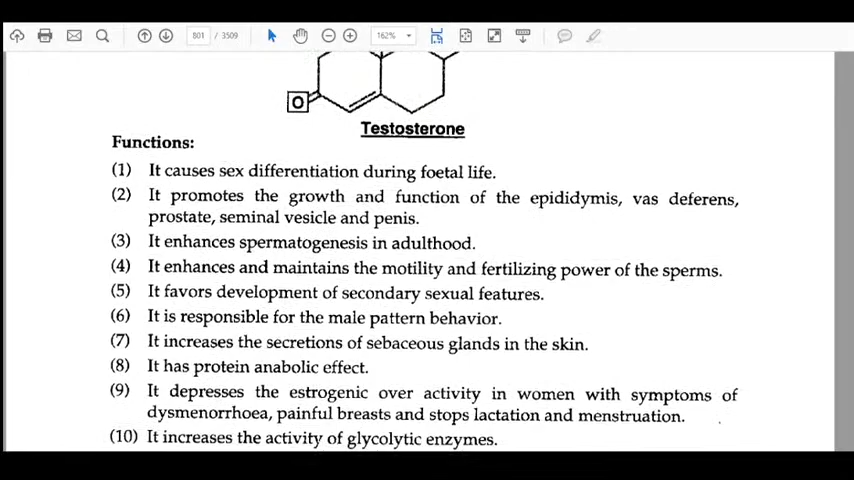 801 / 3509
162%
O
Testosterone
Functions:
(1) It causes sex differentiation during foetal life.
(2) It promotes the growth and function of the epididymis, vas deferens,
prostate, seminal vesicle and penis.
(3) It enhances spermatogenesis in adulthood.
(4) It enhances and maintains the motility and fertilizing power of the sperms.
(5) It favors development of secondary sexual features.
(6) It is responsible for the male pattern behavior.
(7) It increases the secretions of sebaceous glands in the skin.
(8) It has protein anabolic effect.
(9) It depresses the estrogenic over activity in women with symptoms of
dysmenorrhoea, painful breasts and stops lactation and menstruation.
(10) It increases the activity of glycolytic enzymes.